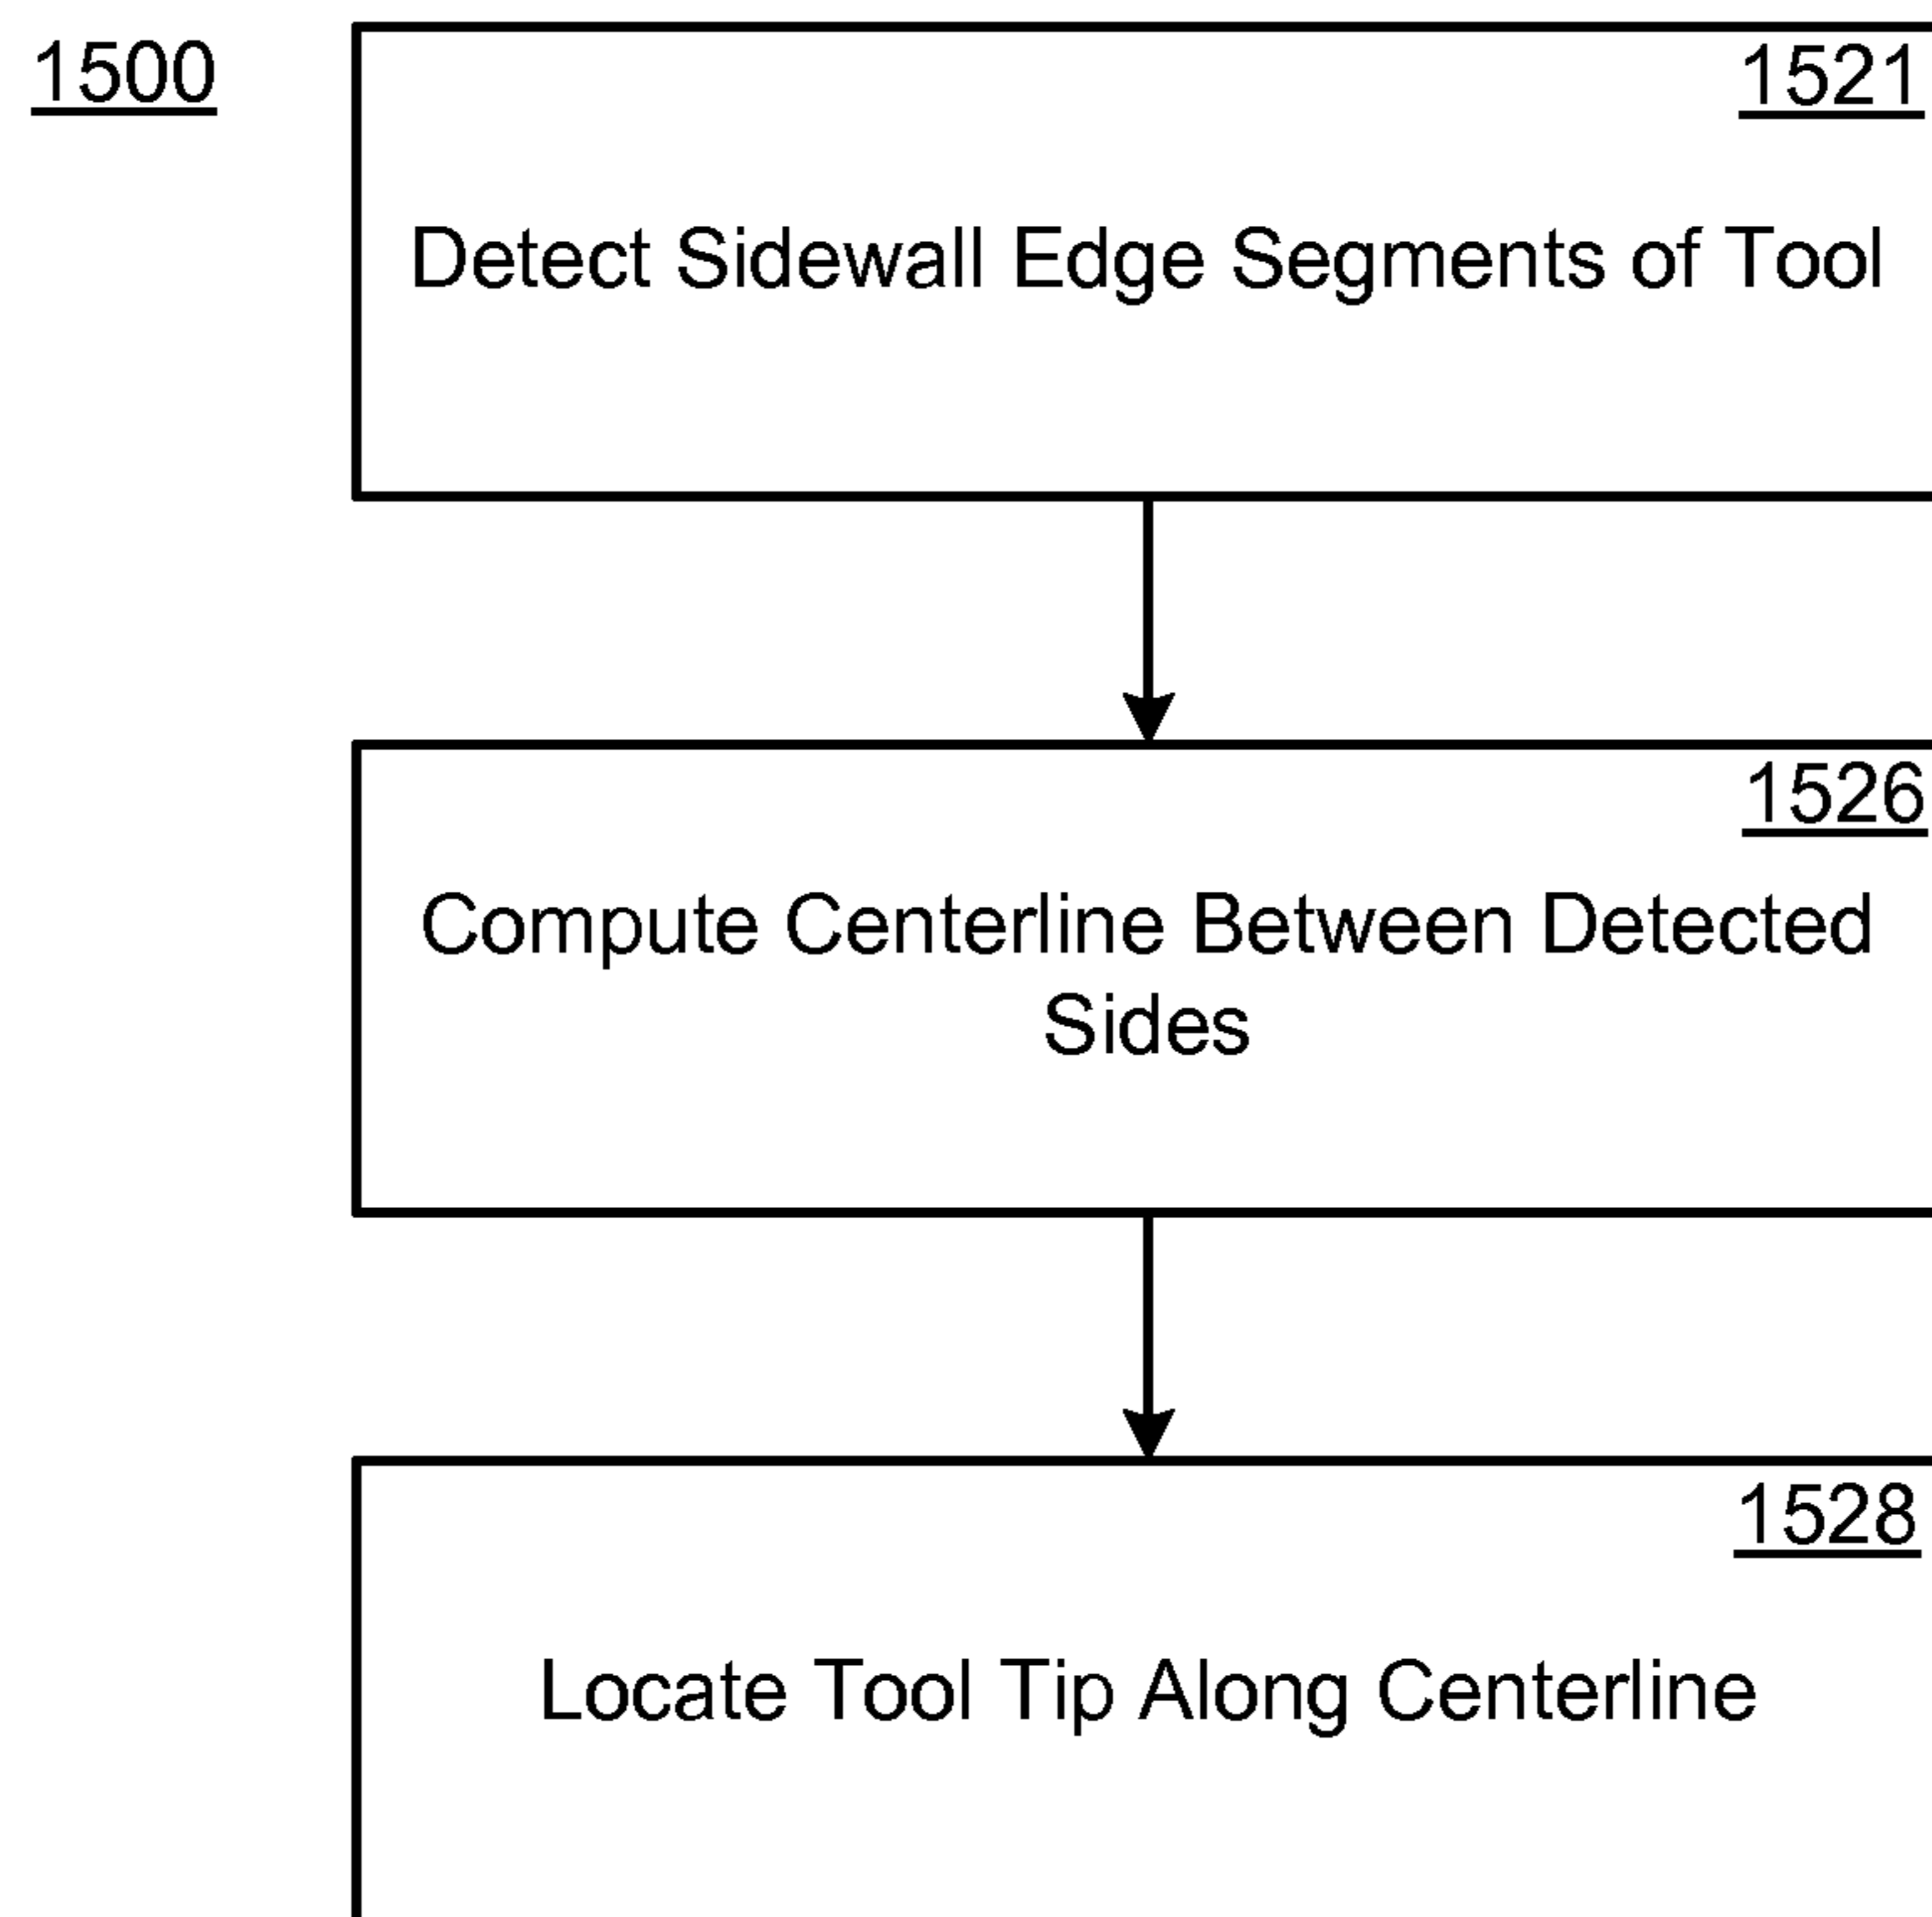 1500
1521
Detect Sidewall Edge Segments of Tool
1526
Compute Centerline Between Detected
Sides
1528
Locate Tool Tip Along Centerline